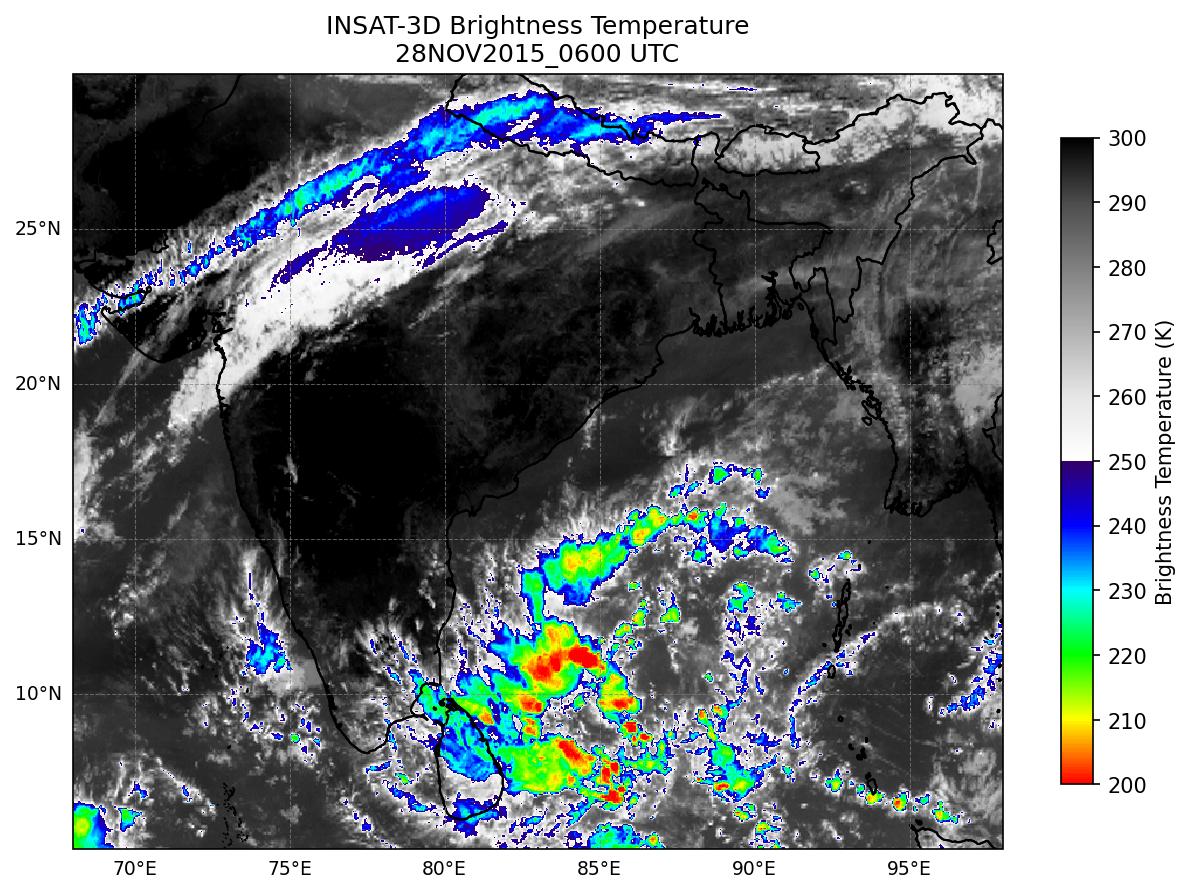 INSAT-3D Brightness Temperature
28NOV2015_0600 UTC
25°N
20°N
15°N
10°N
70°E
75°E
80°E
85°E
90°E
95°E
300
290
280
270
260
250
240
230
220
210
200
Brightness Temperature (K)